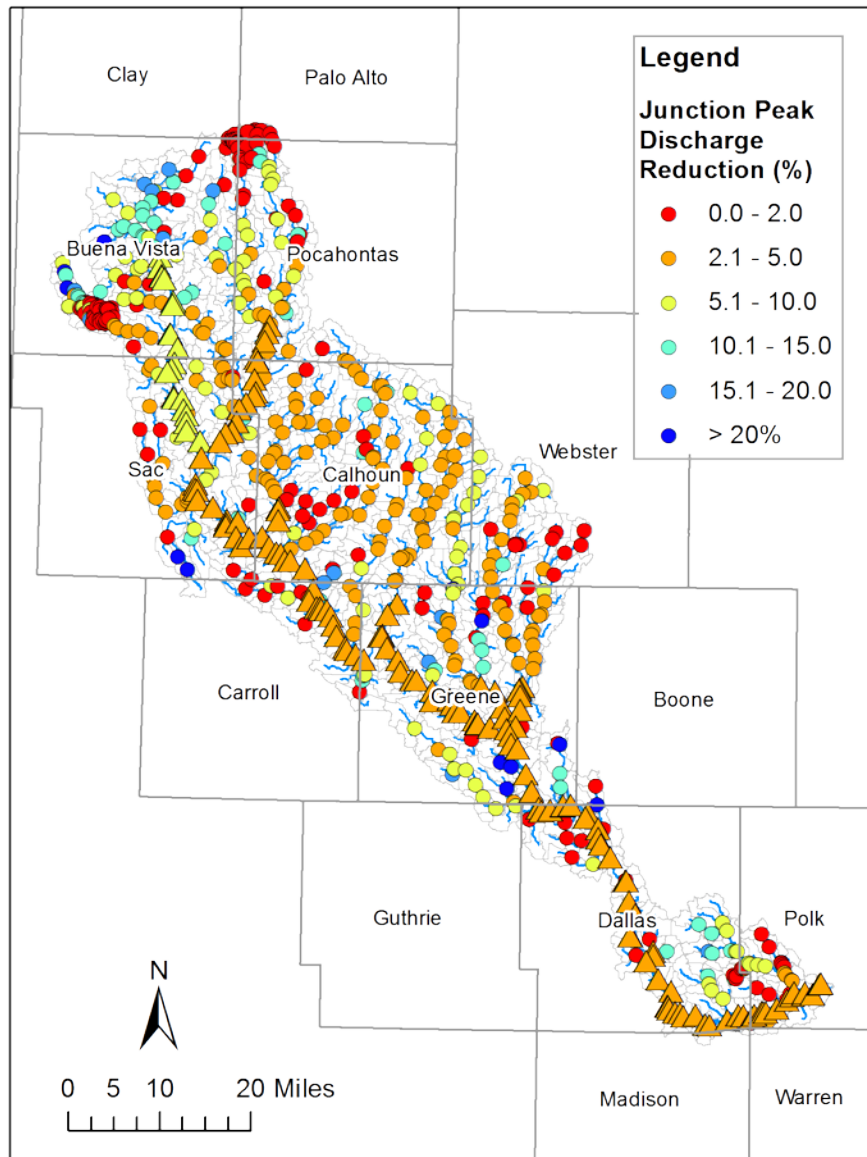 Clay
Palo Alto
Legend
Junction Peak
Discharge
Reduction (%)
0.0 - 2.0
2.1 - 5.0
5.1 - 10.0
10.1 - 15.0
15.1 - 20.0
> 20%
Buena Vista
Pocahontas
Sac
Calhoun
Webster
Carroll
Greene
Boone
Guthrie
Dallas
Polk
N
0 5 10 20 Miles
Madison
Warren